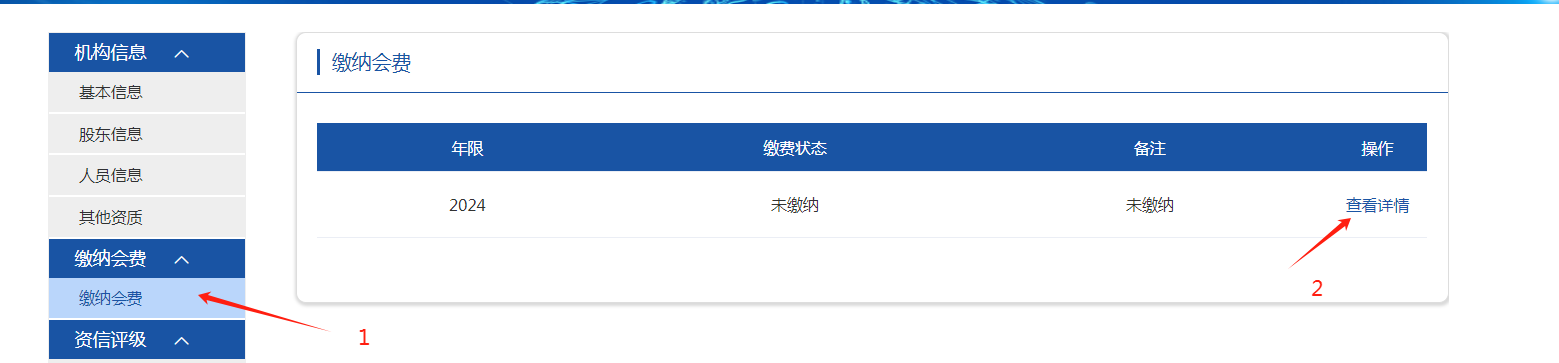 机构信息
基本信息
股东信息
人员信息
其他资质
缴纳会费
缴纳会费
资信评级
缴纳会费
年限 缴费状态 备注 操作
2024 未缴纳 未缴纳 查看详情
1
2